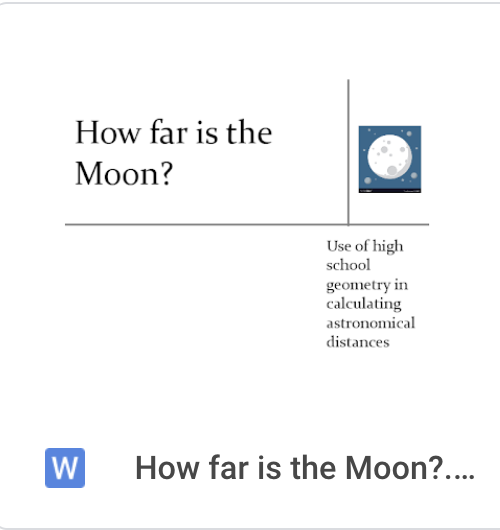 How far is the
Moon?
Use of high
school
geometry in
calculating
astronomical
distances
W
How far is the Moon?....